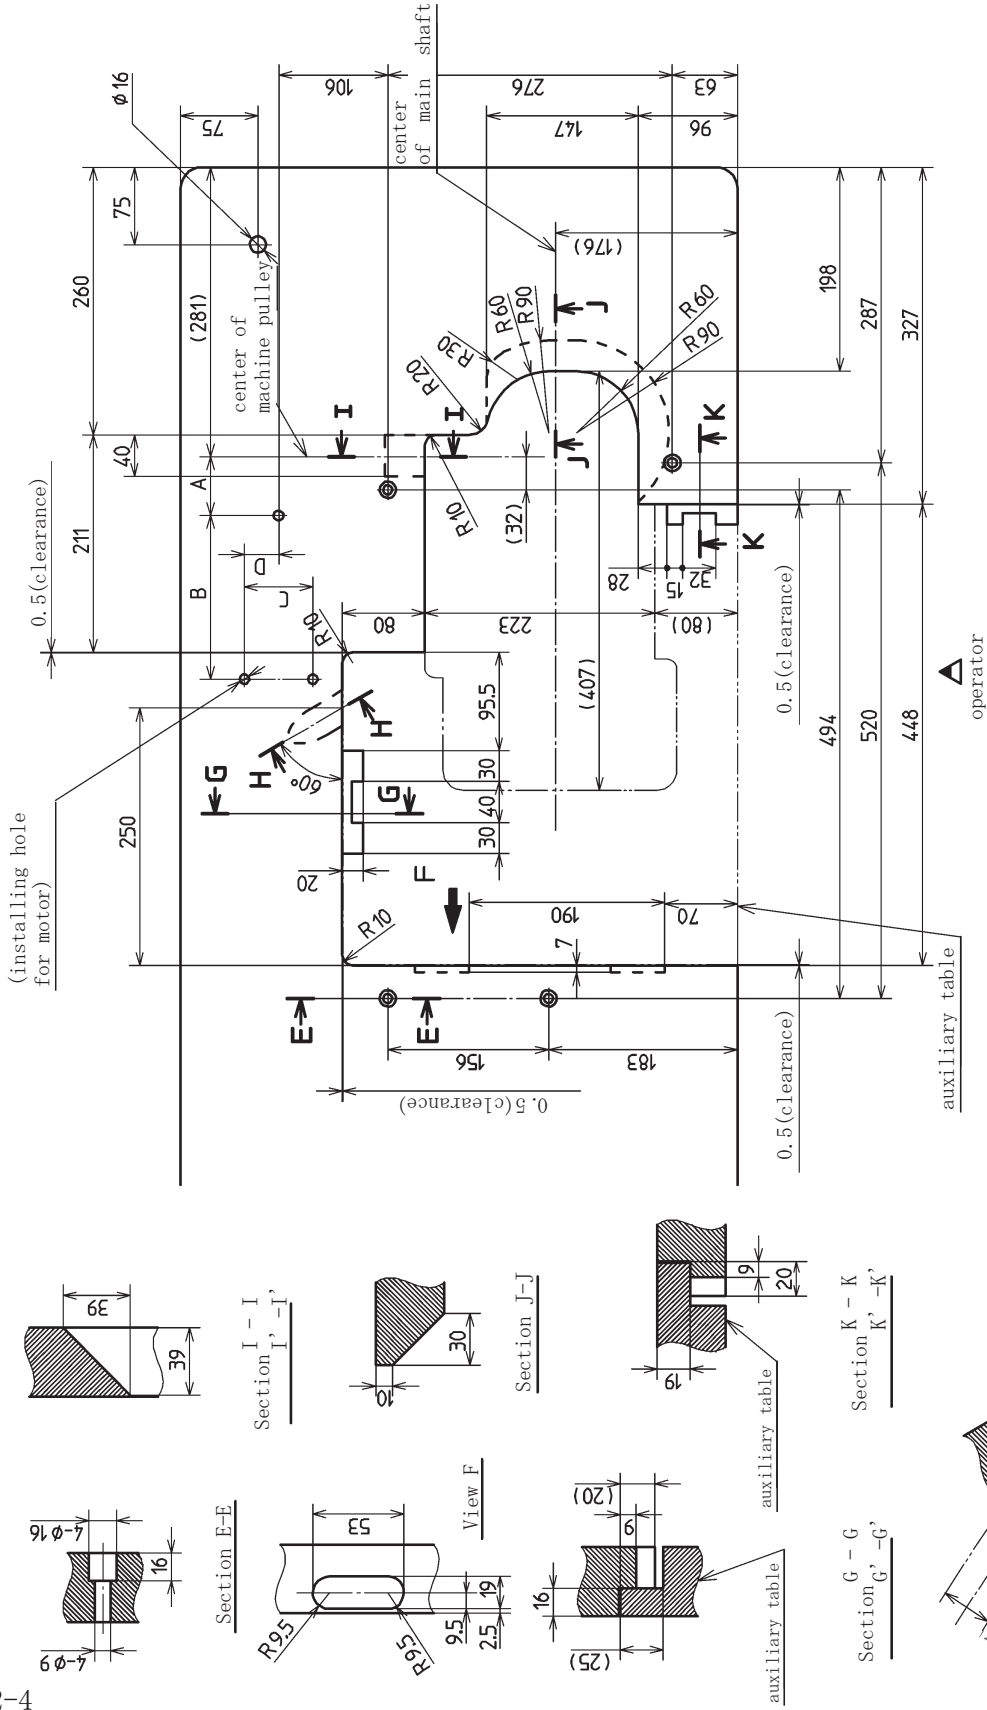 center
of main shaft
ø16
75
106
276
63
147
96
75
260
(281)
(176)
198
287
327
center of
machine pulley
R60
R90
R30
R20
R60
R90
J
J
I
I
K
K
40
A
211
0.5(clearance)
D
C
B
R10
(32)
28
15
32
R10
80
223
(80)
0.5(clearance)
(407)
95.5
H
H
60°
G
G
30
40
30
20
F
250
494
520
448
operator
(installing hole
for motor)
R10
190
70
7
E
E
156
183
0.5(clearance)
0.5(clearance)
auxiliary table
39
39
Section I - I
I' -I'
10
30
Section J-J
19
9
20
auxiliary table
Section K - K
K' -K'
4-ø16
16
4-ø9
Section E-E
53
R9.5
R9.5
19
9.5
2.5
View F
(20)
9
16
(25)
auxiliary table
Section G - G
G' -G'
2-4